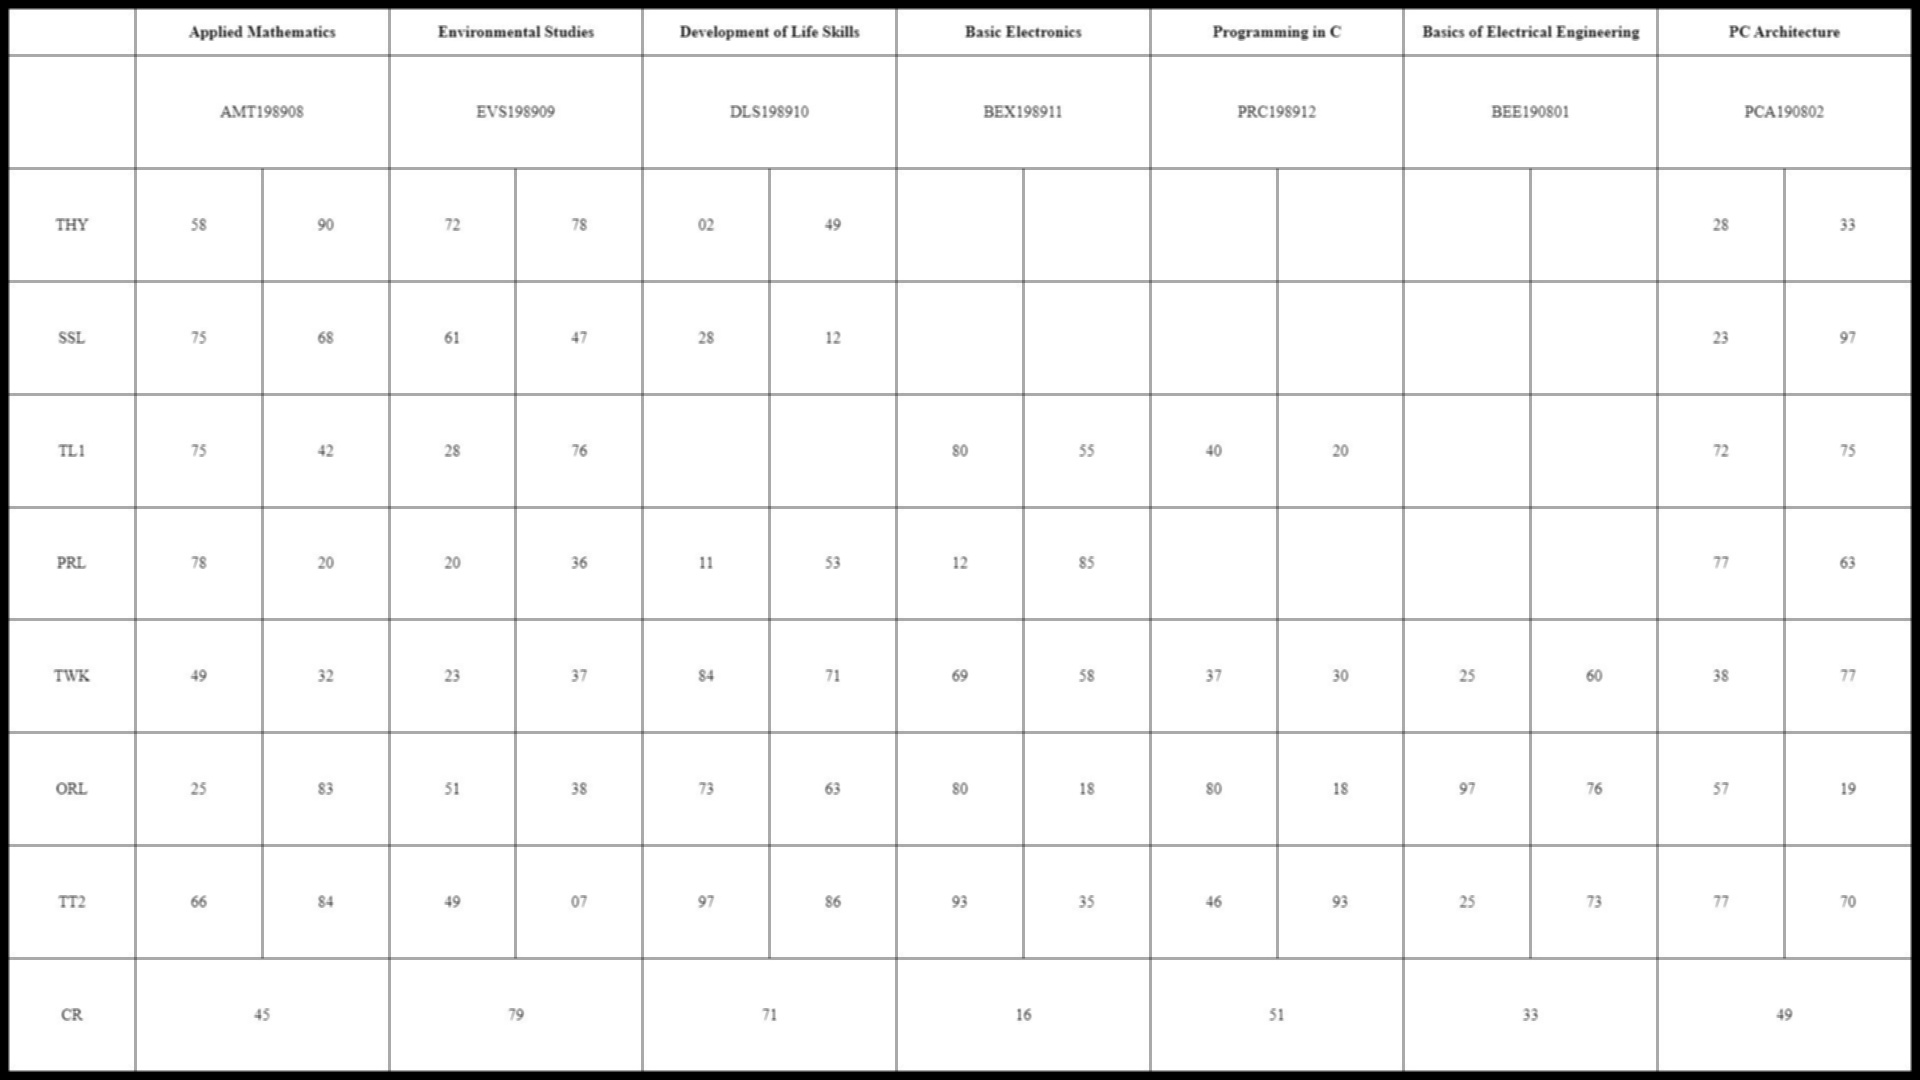 Applied Mathematics Environmental Studies Development of Life Skills Basic Electronics Programming in C Basics of Electrical Engineering PC Architecture
AMT198908 EVS198909 DLS198910 BEX198911 PRC198912 BEE190801 PCA190802
THY 58 90 72 78 02 49 28 33
SSL 75 68 61 47 28 12 23 97
TL1 75 42 28 76 80 55 40 20 72 75
PRL 78 20 20 36 11 53 12 85 77 63
TWK 49 32 23 37 84 71 69 58 37 30 25 60 38 77
ORL 25 83 51 38 73 63 80 18 80 18 97 76 57 19
TT2 66 84 49 07 97 86 93 35 46 93 25 73 77 70
CR 45 79 71 16 51 33 49